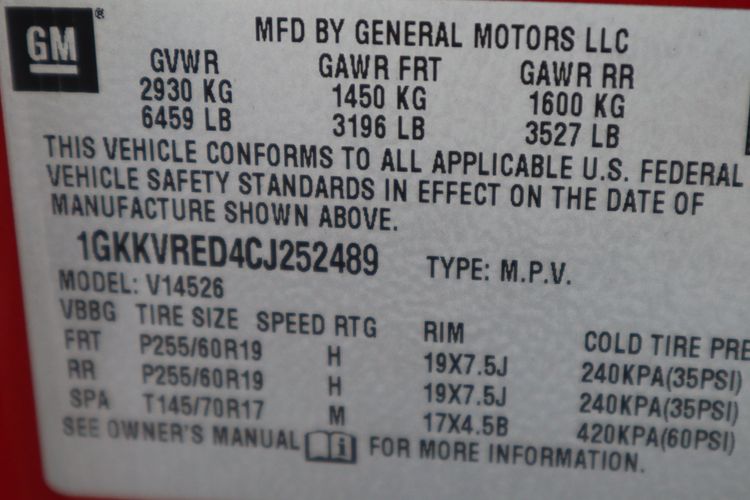 GM ®
MFD BY GENERAL MOTORS LLC
GVWR GAWR FRT GAWR RR
2930 KG 1450 KG 1600 KG
6459 LB 3196 LB 3527 LB
THIS VEHICLE CONFORMS TO ALL APPLICABLE U.S. FEDERAL
VEHICLE SAFETY STANDARDS IN EFFECT ON THE DATE OF
MANUFACTURE SHOWN ABOVE.
1GKKVRED4CJ252489 TYPE: M.P.V.
MODEL: V14526
VBBG TIRE SIZE SPEED RTG RIM COLD TIRE PRE
FRT P255/60R19 H 19X7.5J 240KPA(35PSI)
RR P255/60R19 H 19X7.5J 240KPA(35PSI)
SPA T145/70R17 M 17X4.5B 420KPA(60PSI)
SEE OWNER'S MANUAL i FOR MORE INFORMATION.